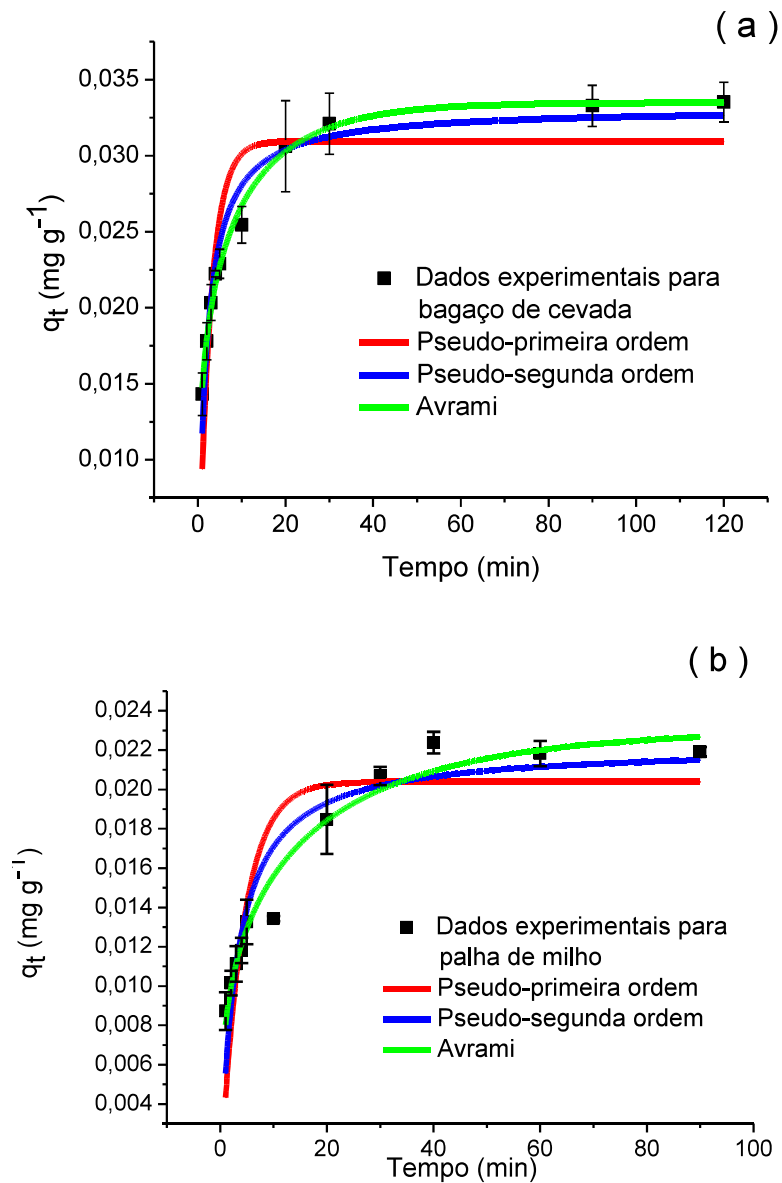 ( a )
0,035
0,030
0,025
0,020
0,015
0,010
qt (mg g⁻¹)
Dados experimentais para
bagaço de cevada
Pseudo-primeira ordem
Pseudo-segunda ordem
Avrami
0 20 40 60 80 100 120
Tempo (min)
( b )
0,024
0,022
0,020
0,018
0,016
0,014
0,012
0,010
0,008
0,006
0,004
qt (mg g⁻¹)
Dados experimentais para
palha de milho
Pseudo-primeira ordem
Pseudo-segunda ordem
Avrami
0 20 40 60 80 100
Tempo (min)